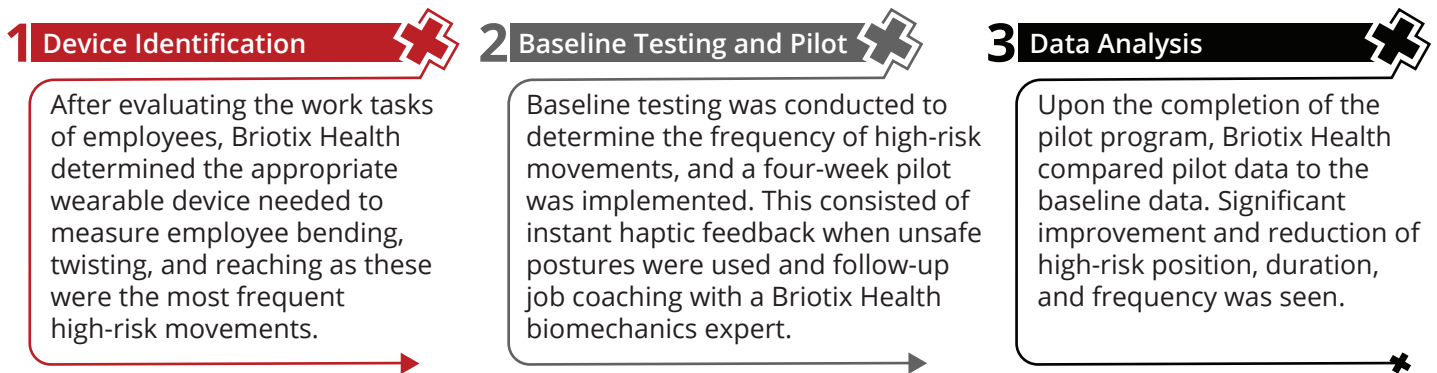 1 Device Identification
After evaluating the work tasks
of employees, Briotix Health
determined the appropriate
wearable device needed to
measure employee bending,
twisting, and reaching as these
were the most frequent
high-risk movements.
2 Baseline Testing and Pilot
Baseline testing was conducted to
determine the frequency of high-risk
movements, and a four-week pilot
was implemented. This consisted of
instant haptic feedback when unsafe
postures were used and follow-up
job coaching with a Briotix Health
biomechanics expert.
3 Data Analysis
Upon the completion of the
pilot program, Briotix Health
compared pilot data to the
baseline data. Significant
improvement and reduction of
high-risk position, duration,
and frequency was seen.